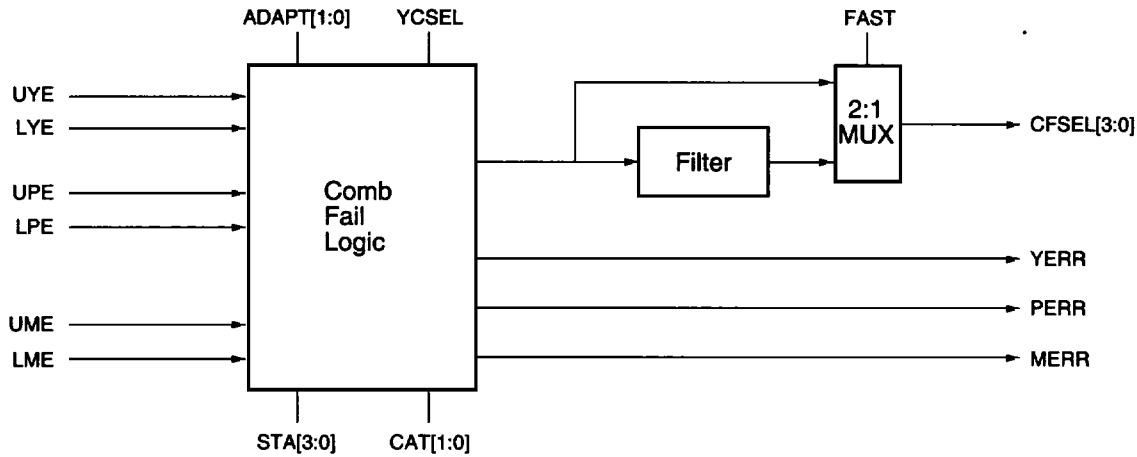 ADAPT[1:0] YCSEL FAST
UYE
LYE
UPE
LPE
UME
LME
Comb
Fail
Logic
Filter
2:1
MUX
CFSEL[3:0]
YERR
PERR
MERR
STA[3:0] CAT[1:0]